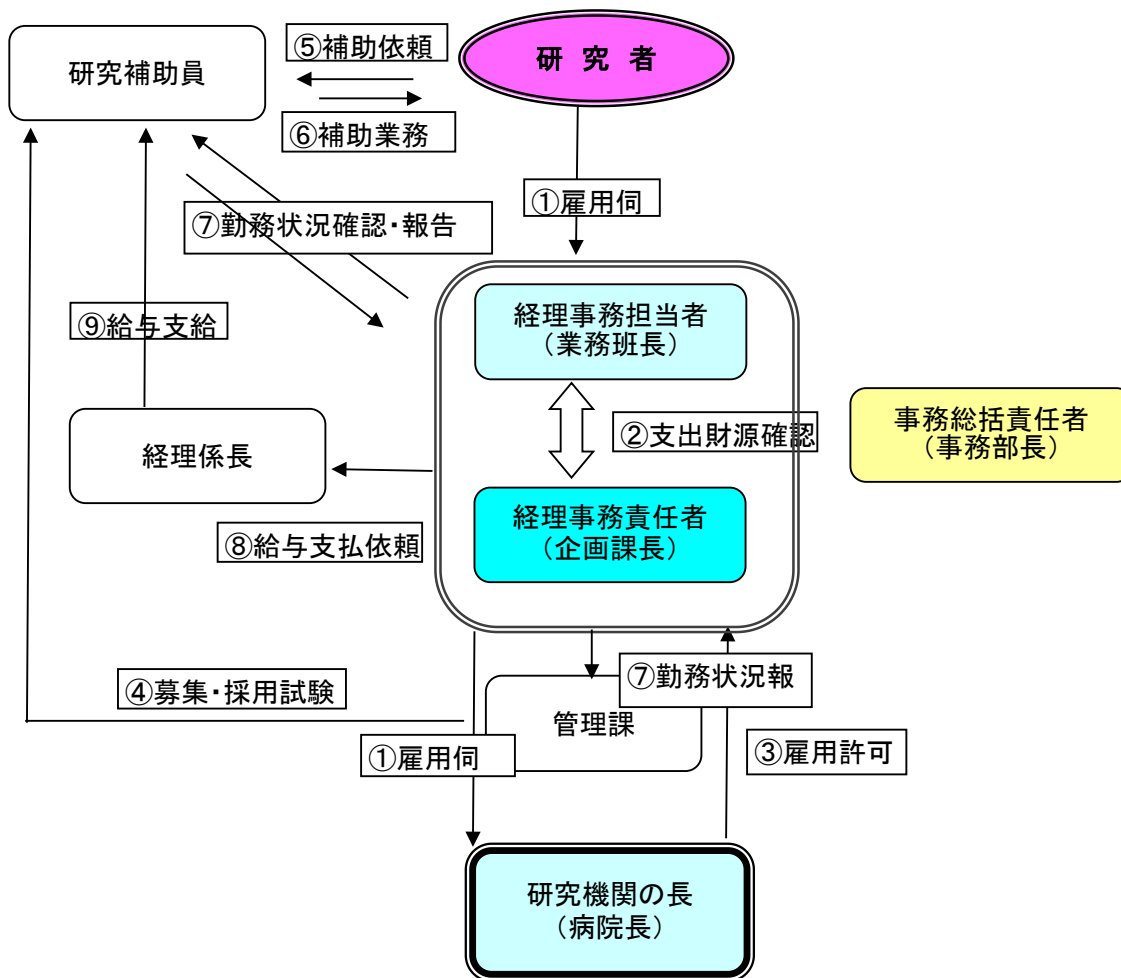 ⑤補助依頼
研 究 者
研究補助員
⑥補助業務
①雇用伺
⑦勤務状況確認・報告
経理事務担当者
（業務班長）
⑨給与支給
②支出財源確認
事務総括責任者
（事務部長）
経理係長
経理事務責任者
（企画課長）
⑧給与支払依頼
④募集・採用試験
⑦勤務状況報
管理課
①雇用伺
③雇用許可
研究機関の長
（病院長）